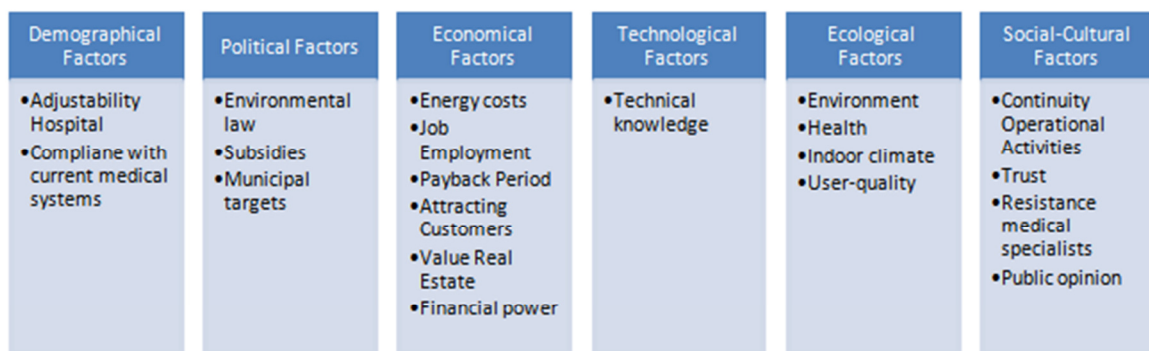 Demographical
Factors
•Adjustability
Hospital
•Compliane with
current medical
systems
Political Factors
•Environmental
law
•Subsidies
•Municipal
targets
Economical
Factors
•Energy costs
•Job
Employment
•Payback Period
•Attracting
Customers
•Value Real
Estate
•Financial power
Technological
Factors
•Technical
knowledge
Ecological
Factors
•Environment
•Health
•Indoor climate
•User-quality
Social-Cultural
Factors
•Continuity
Operational
Activities
•Trust
•Resistance
medical
specialists
•Public opinion